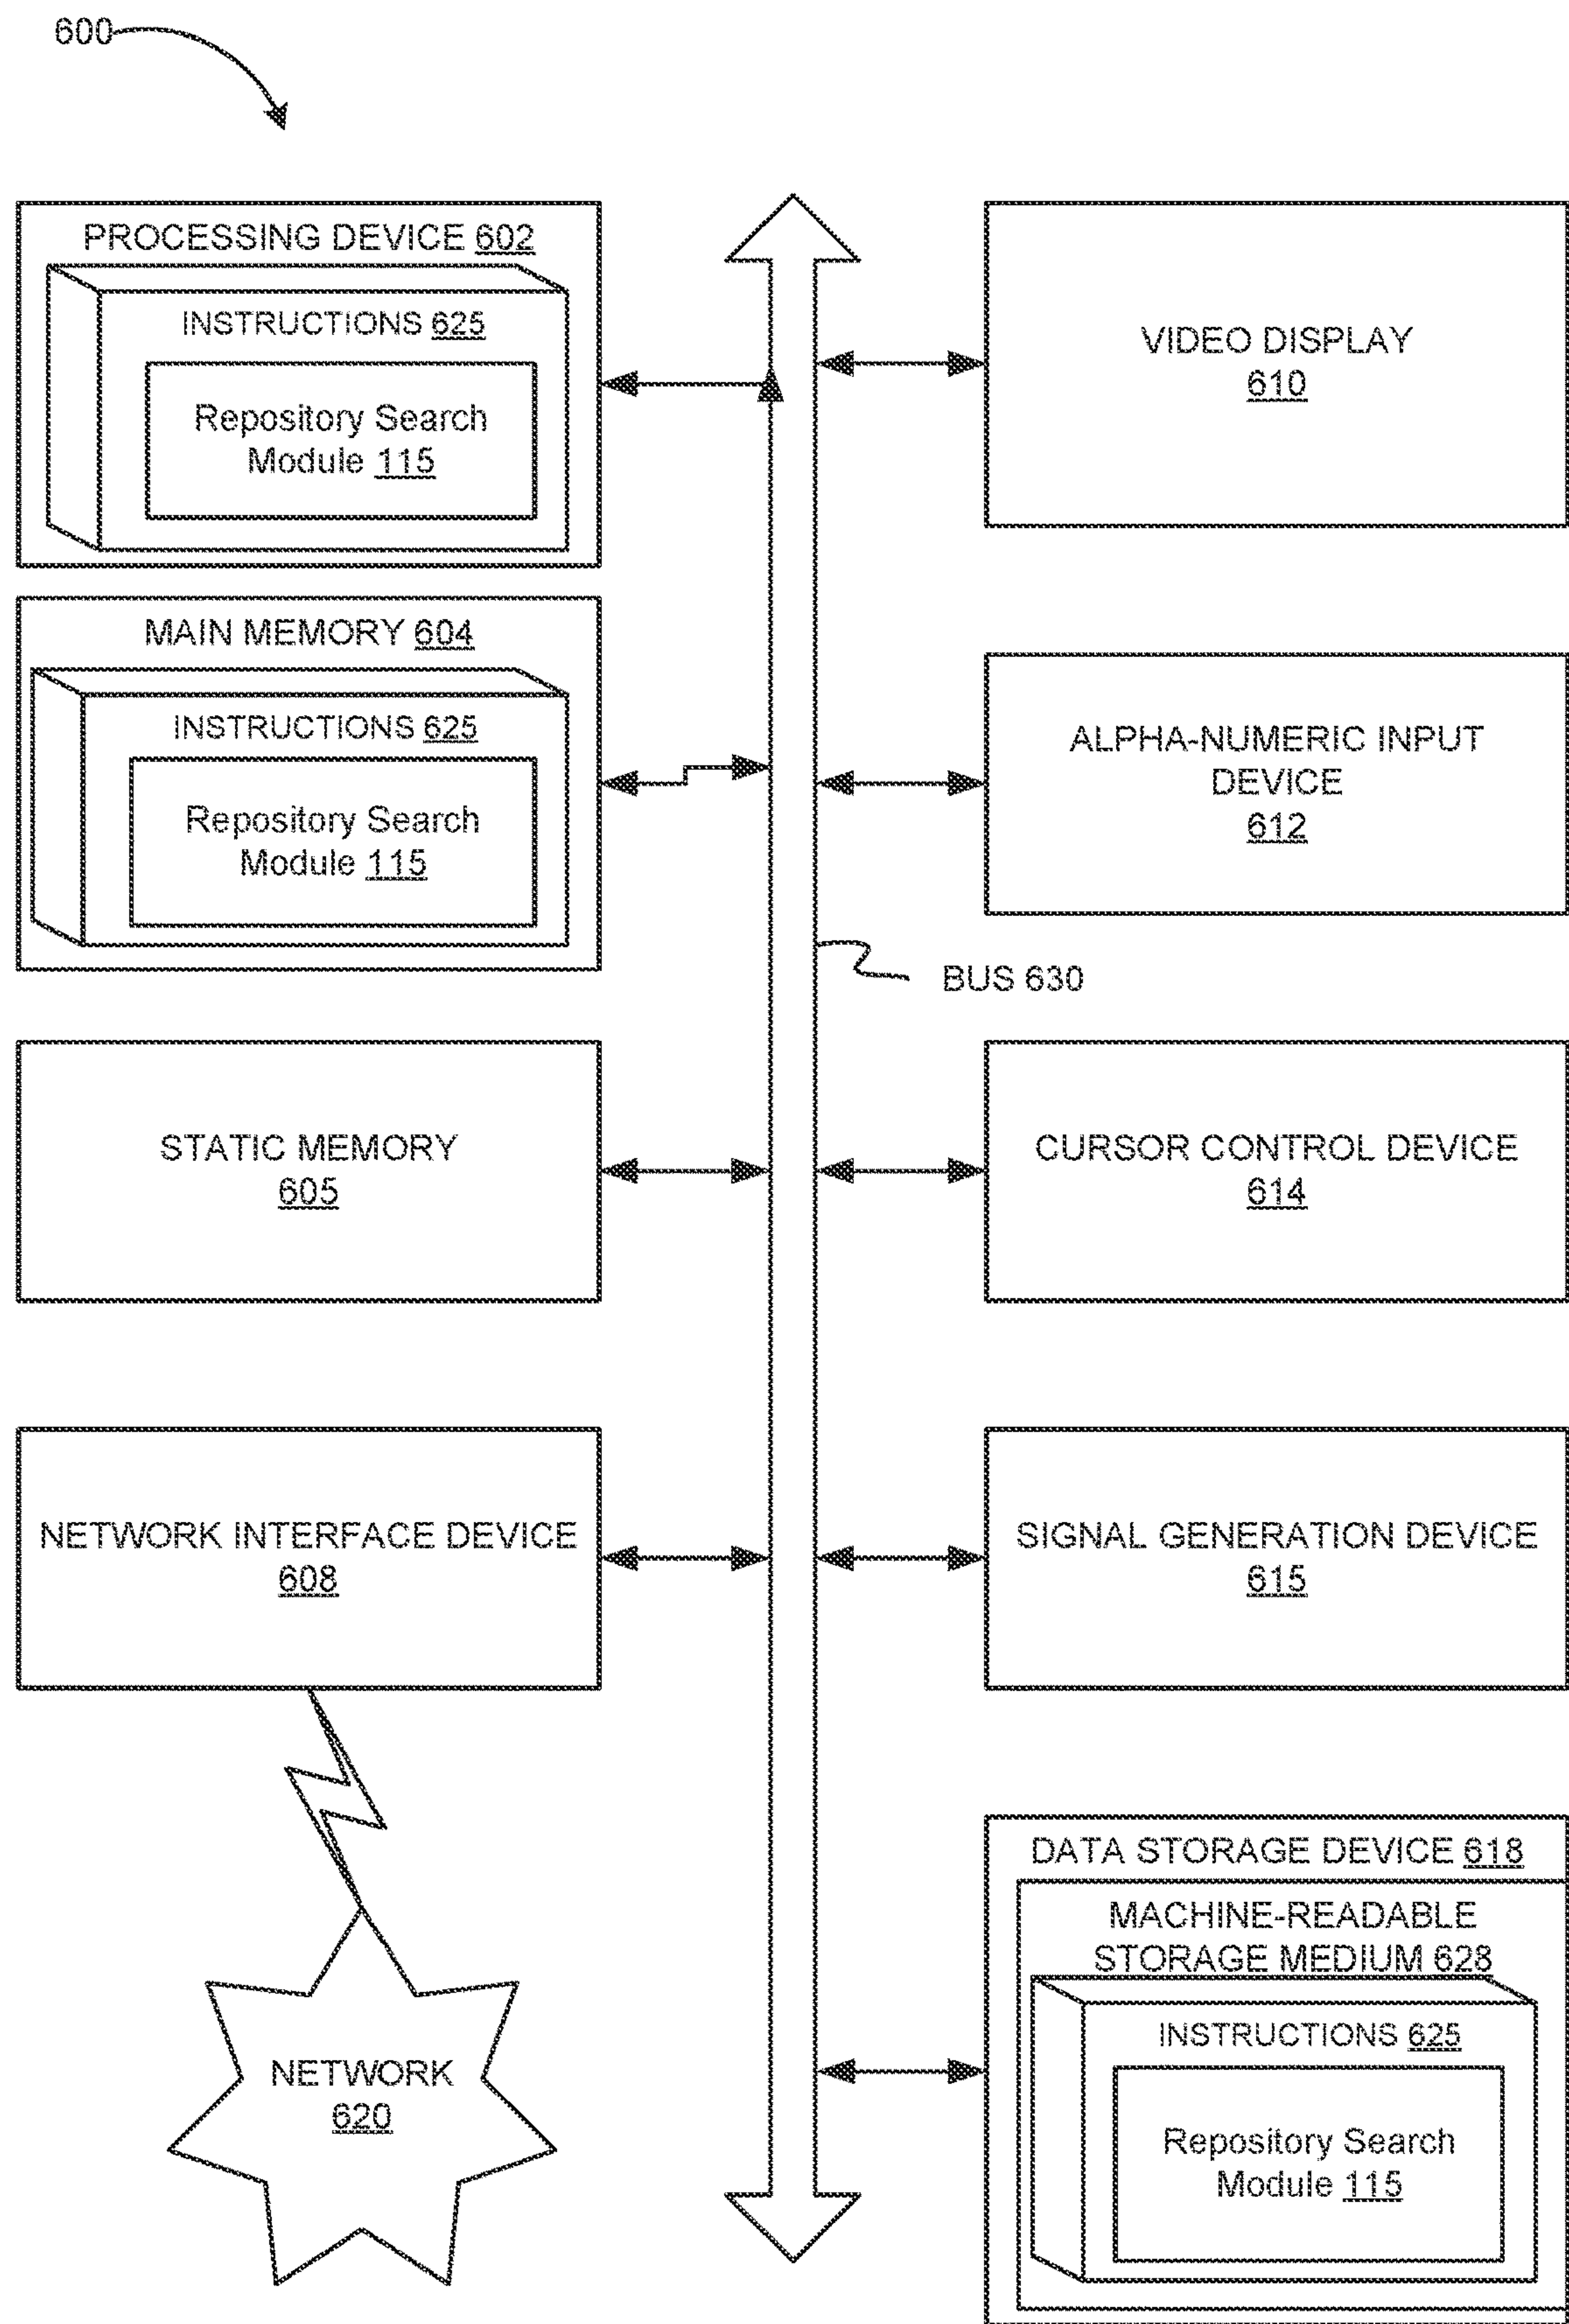 600
PROCESSING DEVICE 602
INSTRUCTIONS 625
Repository Search
Module 115
MAIN MEMORY 604
INSTRUCTIONS 625
Repository Search
Module 115
STATIC MEMORY
605
NETWORK INTERFACE DEVICE
608
NETWORK
620
BUS 630
VIDEO DISPLAY
610
ALPHA-NUMERIC INPUT
DEVICE
612
CURSOR CONTROL DEVICE
614
SIGNAL GENERATION DEVICE
615
DATA STORAGE DEVICE 618
MACHINE-READABLE
STORAGE MEDIUM 628
INSTRUCTIONS 625
Repository Search
Module 115